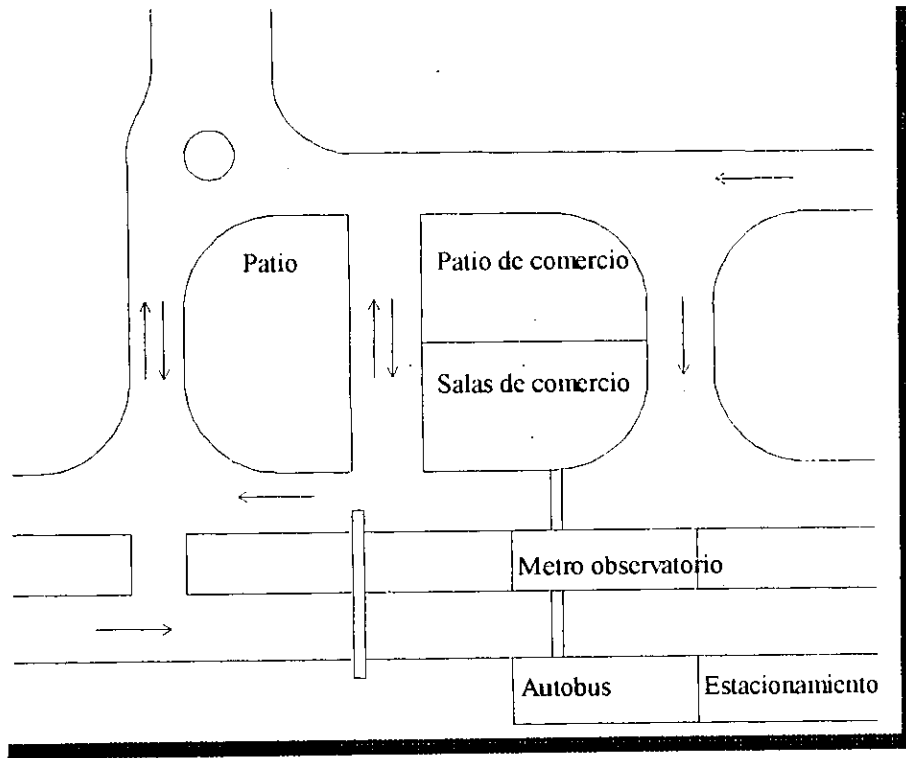 Patio
Patio de comercio
Salas de comercio
Metro observatorio
Autobus
Estacionamiento